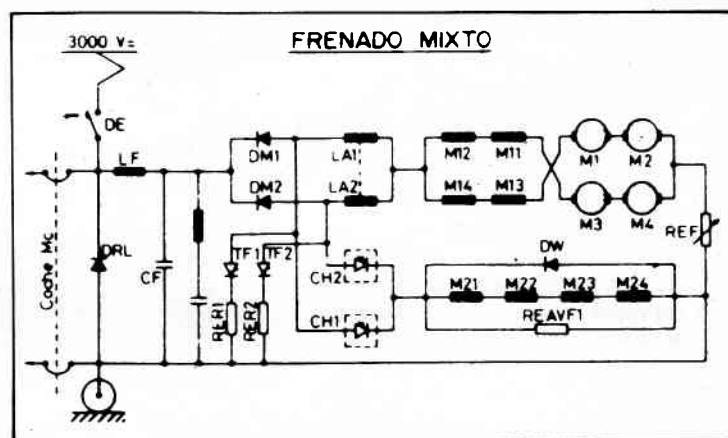 FRENADO MIXTO
3000 V=
DE
LF
DM1
DM2
LA1
LA2
M12
M11
M14
M13
M1
M2
M3
M4
REF
Coche Mc
DRL
CF
TF1
TF2
RER1
RER2
CH2
CH1
DW
M21
M22
M23
M24
REAVF1